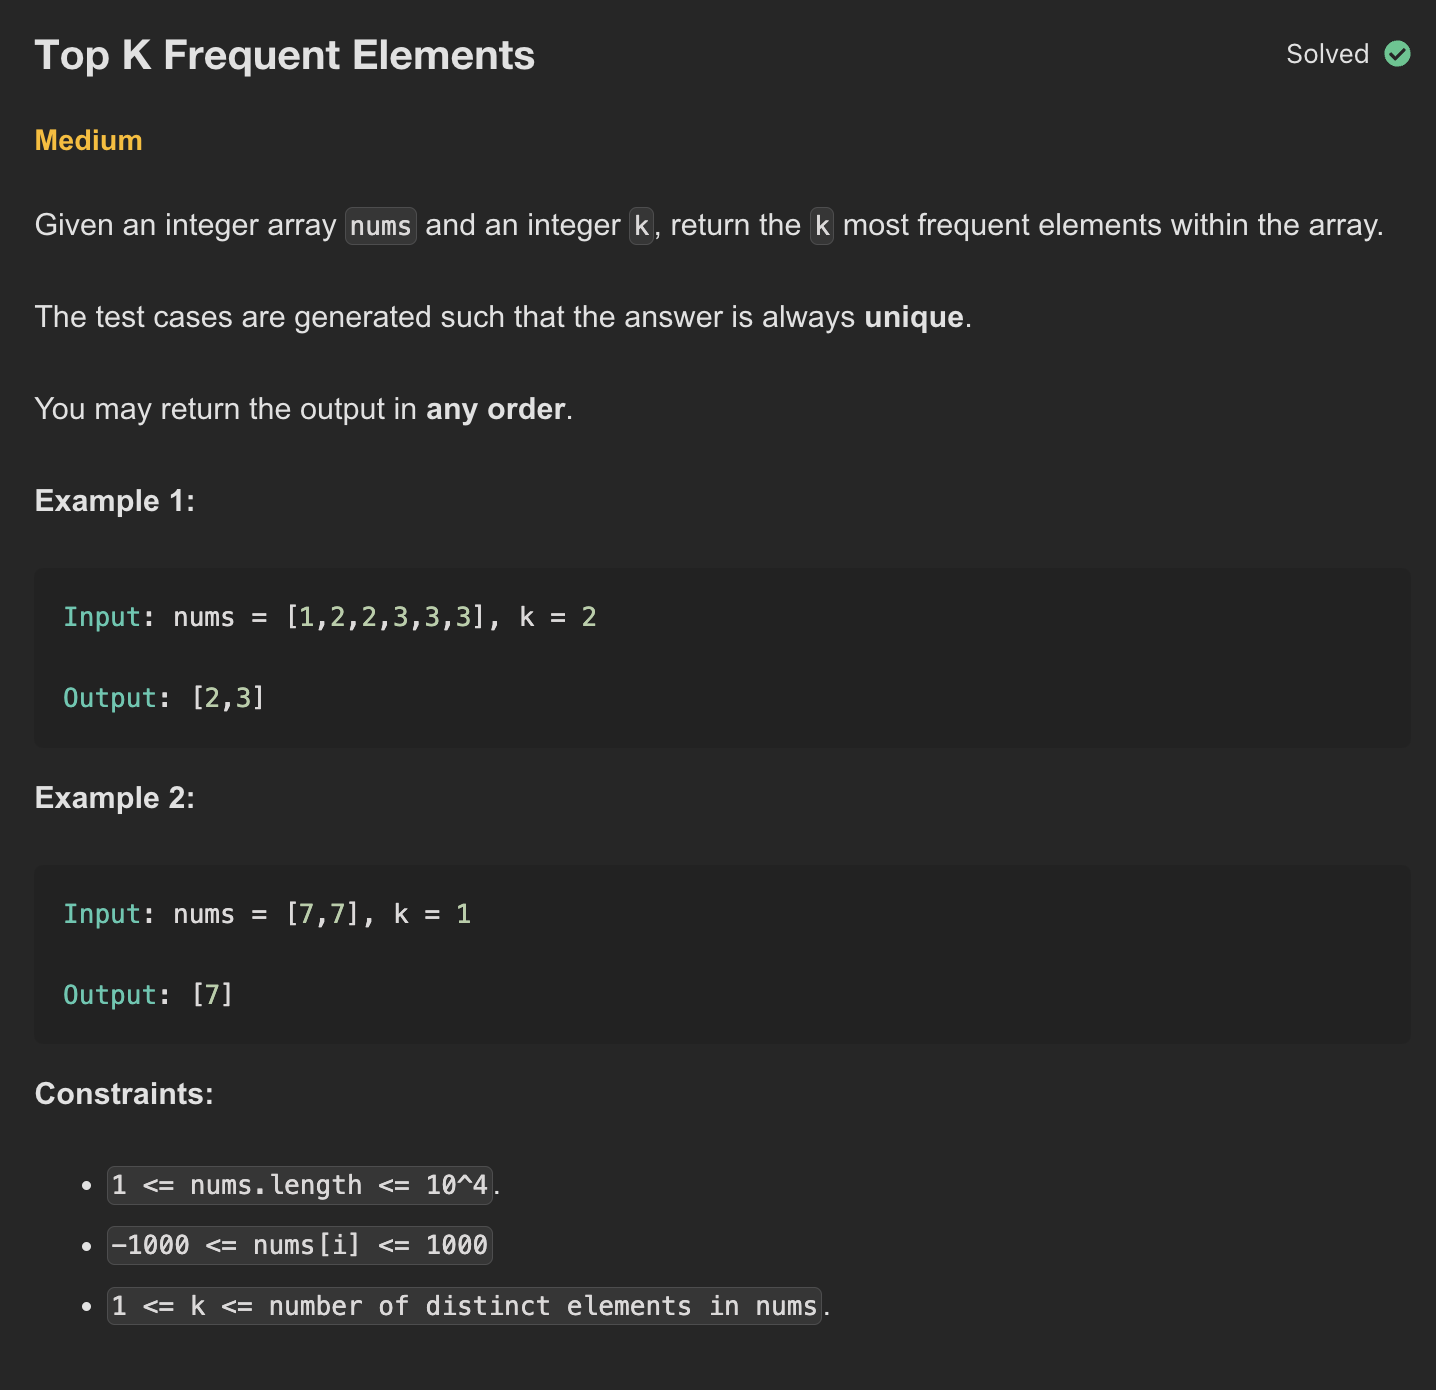 Top K Frequent Elements
Solved
Medium
Given an integer array nums and an integer k, return the k most frequent elements within the array.
The test cases are generated such that the answer is always unique.
You may return the output in any order.
Example 1:
Input: nums = [1,2,2,3,3,3], k = 2
Output: [2,3]
Example 2:
Input: nums = [7,7], k = 1
Output: [7]
Constraints:
• 1 <= nums.length <= 10^4.
• -1000 <= nums[i] <= 1000
• 1 <= k <= number of distinct elements in nums.